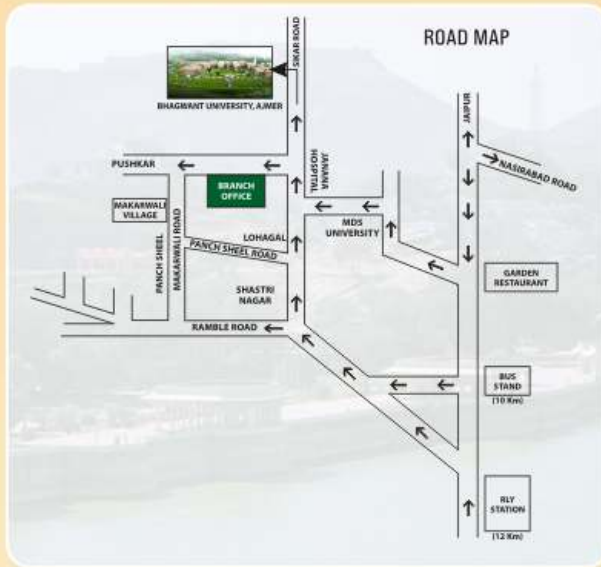 ROAD MAP
SIKAR ROAD
BHAGWANT UNIVERSITY, AJMER
JAIPUR
NASIRABAD ROAD
PUSHKAR
JANANA
HOSPITAL
BRANCH
OFFICE
MAKARWALI
VILLAGE
PANCH SHEEL
MAKARWALI ROAD
LOHAGAL
PANCH SHEEL ROAD
MDS
UNIVERSITY
GARDEN
RESTAURANT
SHASTRI
NAGAR
RAMBLE ROAD
BUS
STAND
(10 Km)
RLY
STATION
(12 Km)